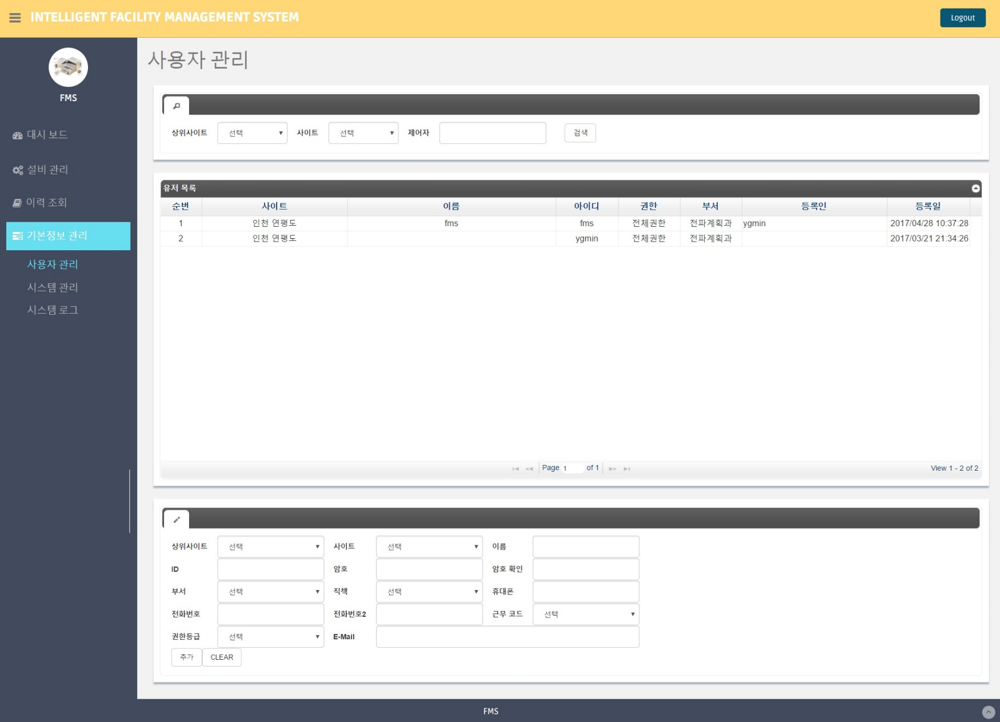 INTELLIGENT FACILITY MANAGEMENT SYSTEM
Logout
FMS
대시 보드
설비 관리
이력 조회
기본정보 관리
사용자 관리
시스템 관리
시스템 로그
사용자 관리
상위사이트 선택 사이트 선택 제어자 검색
유저 목록
순번 사이트 이름 아이디 권한 부서 등록인 등록일
1 인천 연평도 fms fms 전체권한 전파계획과 ygmin 2017/04/28 10:37:28
2 인천 연평도 ygmin 전체권한 전파계획과 2017/03/21 21:34:26
Page 1 of 1
View 1 - 2 of 2
상위사이트 선택 사이트 선택 이름
ID 암호 암호 확인
부서 선택 직책 선택 휴대폰
전화번호 전화번호2 근무 코드 선택
권한등급 선택 E-Mail
추가 CLEAR
FMS